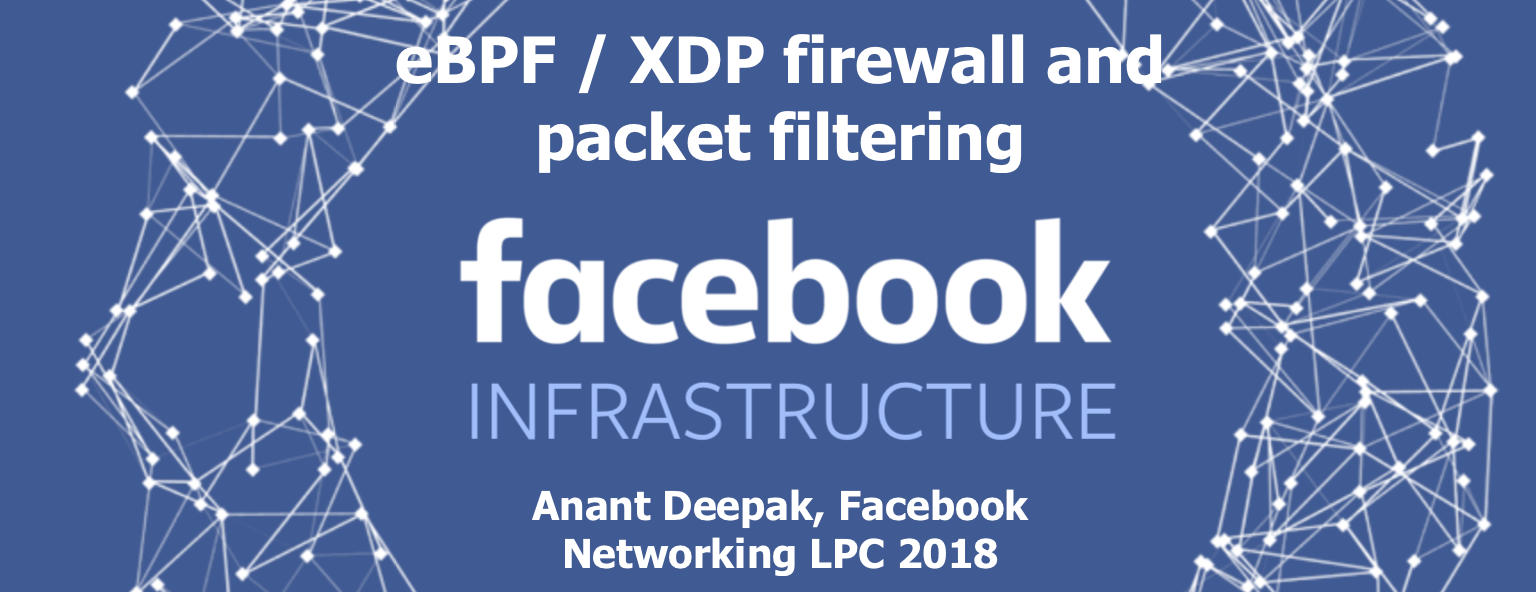 eBPF / XDP firewall and
packet filtering
facebook
INFRASTRUCTURE
Anant Deepak, Facebook
Networking LPC 2018